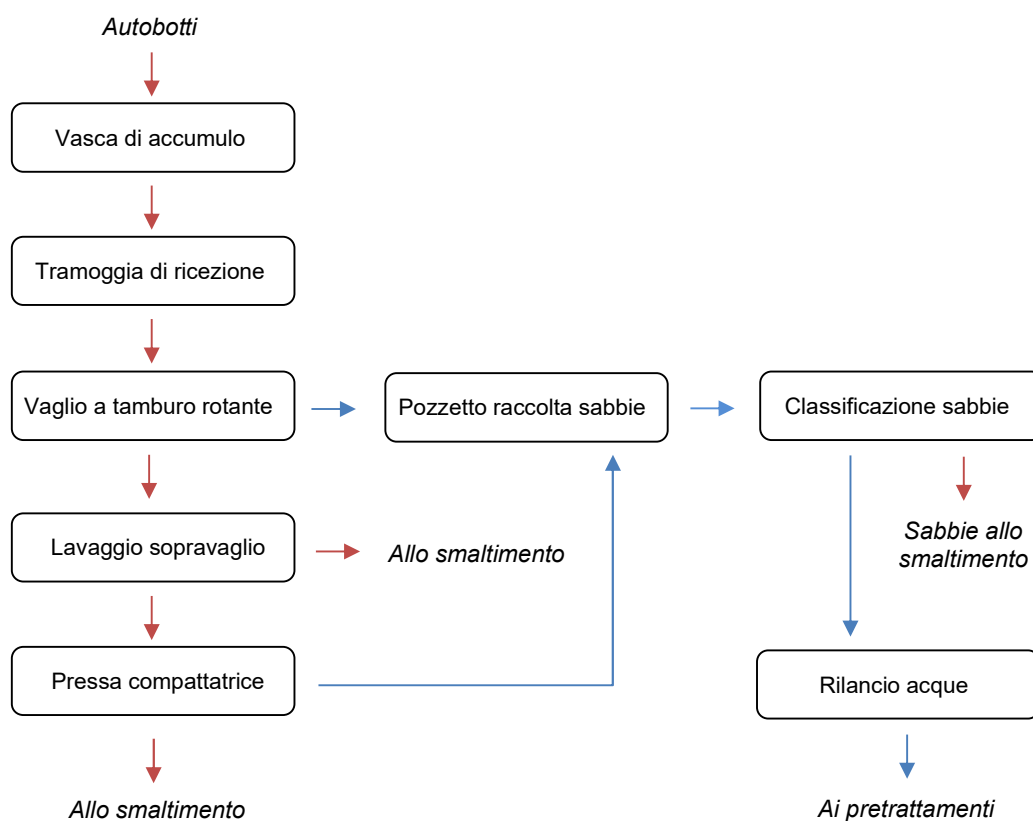 Autobotti
Vasca di accumulo
Tramoggia di ricezione
Vaglio a tamburo rotante
Pozzetto raccolta sabbie
Classificazione sabbie
Lavaggio sopravaglio
Allo smaltimento
Sabbie allo
smaltimento
Pressa compattatrice
Rilancio acque
Allo smaltimento
Ai pretrattamenti